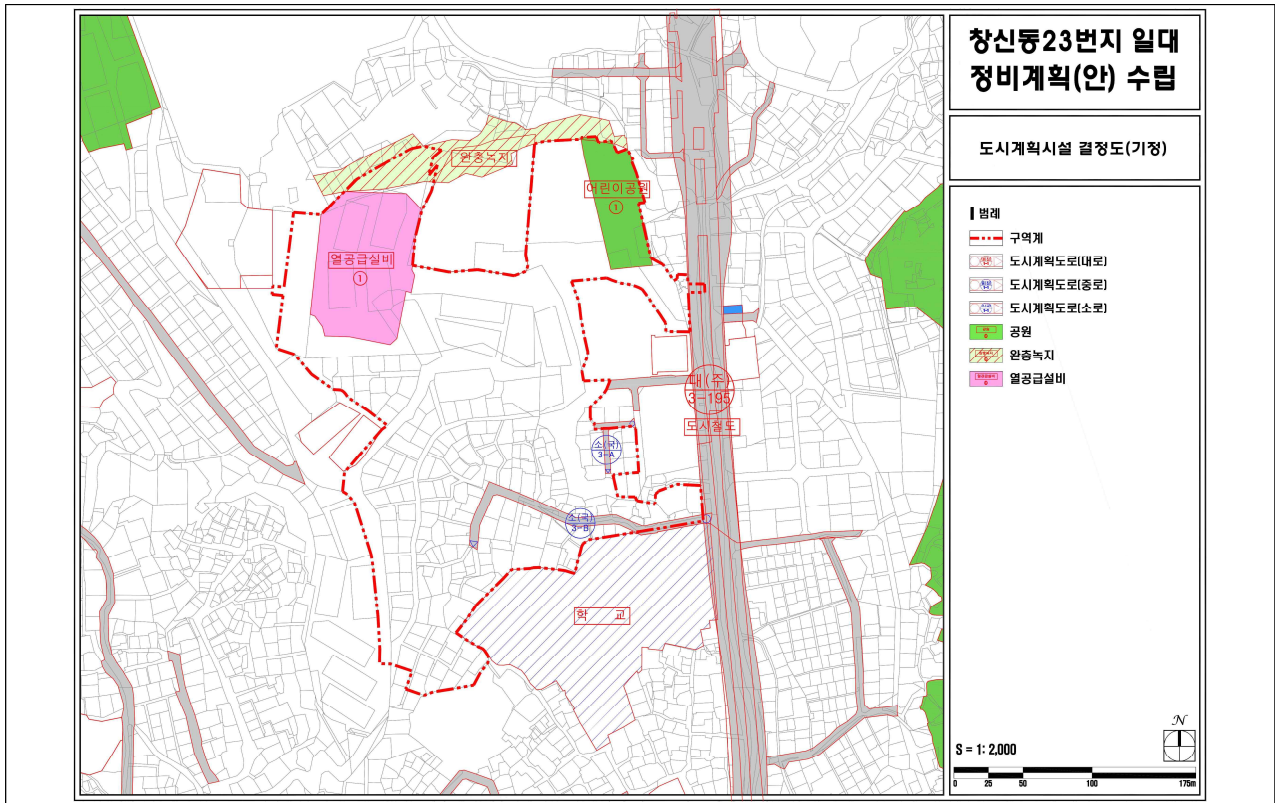 창신동23번지 일대
정비계획(안) 수립
도시계획시설 결정도(기정)
범례
구역계
도시계획도로(대로)
도시계획도로(중로)
도시계획도로(소로)
공원
완충녹지
열공급설비
완충녹지
어린이공원
①
열공급설비
①
대(주)
3-195
도시철도
소(국)
3-A
소(국)
3-B
학 교
N
S = 1: 2,000
0 25 50 100 175m